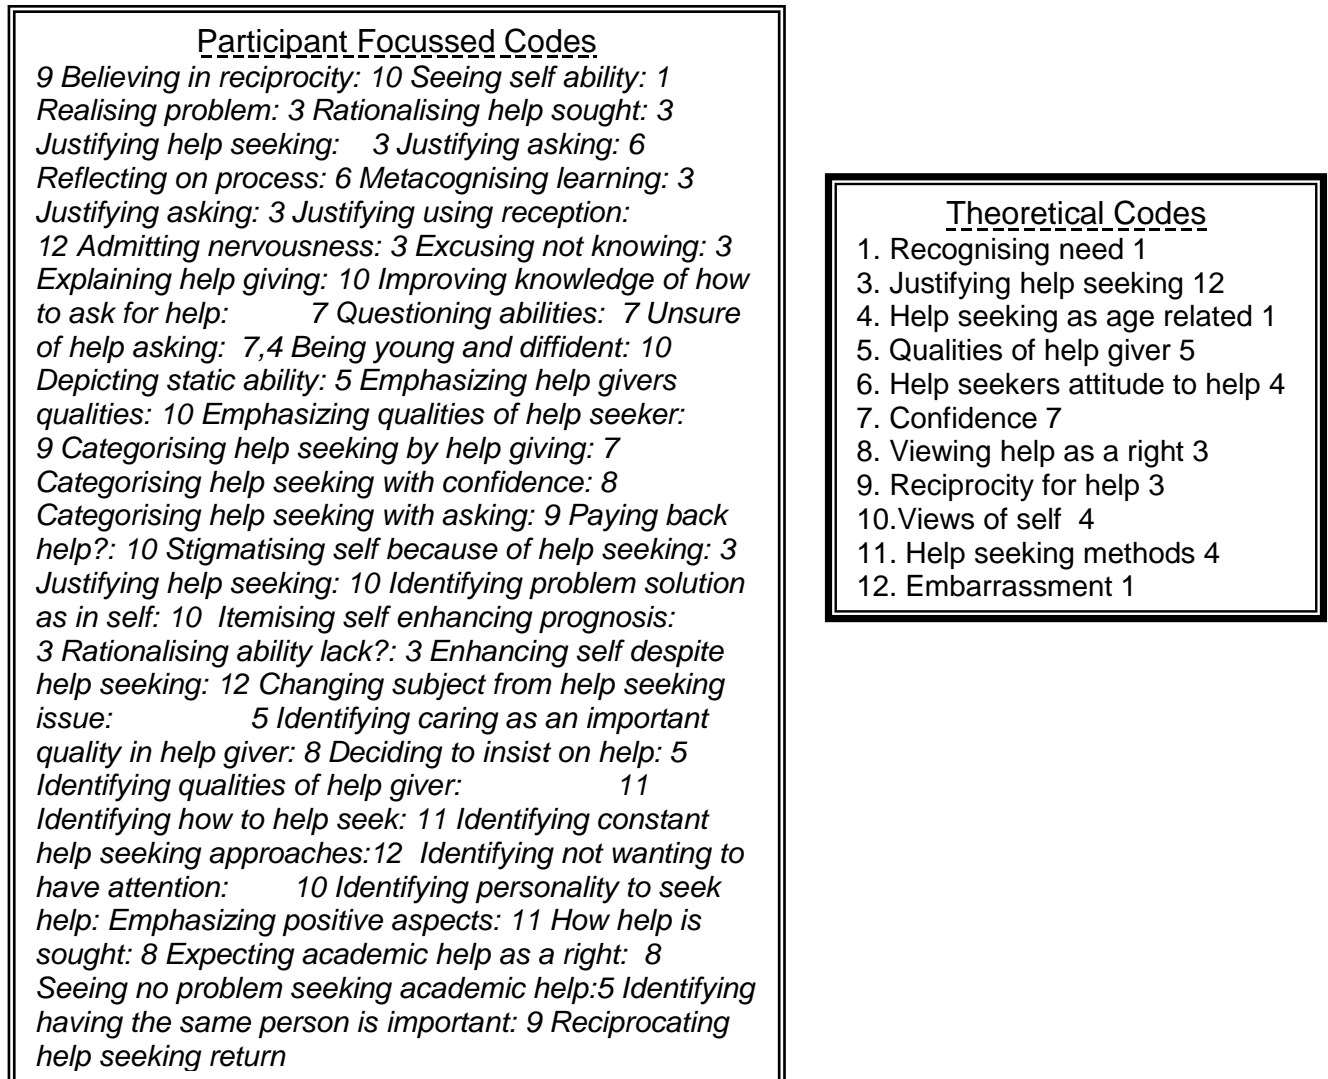 Participant Focussed Codes
9 Believing in reciprocity: 10 Seeing self ability: 1
Realising problem: 3 Rationalising help sought: 3
Justifying help seeking: 3 Justifying asking: 6
Reflecting on process: 6 Metacognising learning: 3
Justifying asking: 3 Justifying using reception:
12 Admitting nervousness: 3 Excusing not knowing: 3
Explaining help giving: 10 Improving knowledge of how
to ask for help: 7 Questioning abilities: 7 Unsure
of help asking: 7,4 Being young and diffident: 10
Depicting static ability: 5 Emphasizing help givers
qualities: 10 Emphasizing qualities of help seeker:
9 Categorising help seeking by help giving: 7
Categorising help seeking with confidence: 8
Categorising help seeking with asking: 9 Paying back
help?: 10 Stigmatising self because of help seeking: 3
Justifying help seeking: 10 Identifying problem solution
as in self: 10 Itemising self enhancing prognosis:
3 Rationalising ability lack?: 3 Enhancing self despite
help seeking: 12 Changing subject from help seeking
issue: 5 Identifying caring as an important
quality in help giver: 8 Deciding to insist on help: 5
Identifying qualities of help giver: 11
Identifying how to help seek: 11 Identifying constant
help seeking approaches:12 Identifying not wanting to
have attention: 10 Identifying personality to seek
help: Emphasizing positive aspects: 11 How help is
sought: 8 Expecting academic help as a right: 8
Seeing no problem seeking academic help:5 Identifying
having the same person is important: 9 Reciprocating
help seeking return
Theoretical Codes
1. Recognising need 1
3. Justifying help seeking 12
4. Help seeking as age related 1
5. Qualities of help giver 5
6. Help seekers attitude to help 4
7. Confidence 7
8. Viewing help as a right 3
9. Reciprocity for help 3
10.Views of self 4
11. Help seeking methods 4
12. Embarrassment 1